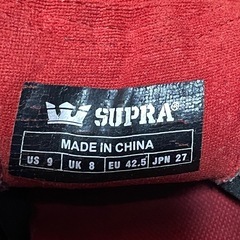 SUPRA®
MADE IN CHINA
US 9 UK 8 EU 42.5 JPN 27